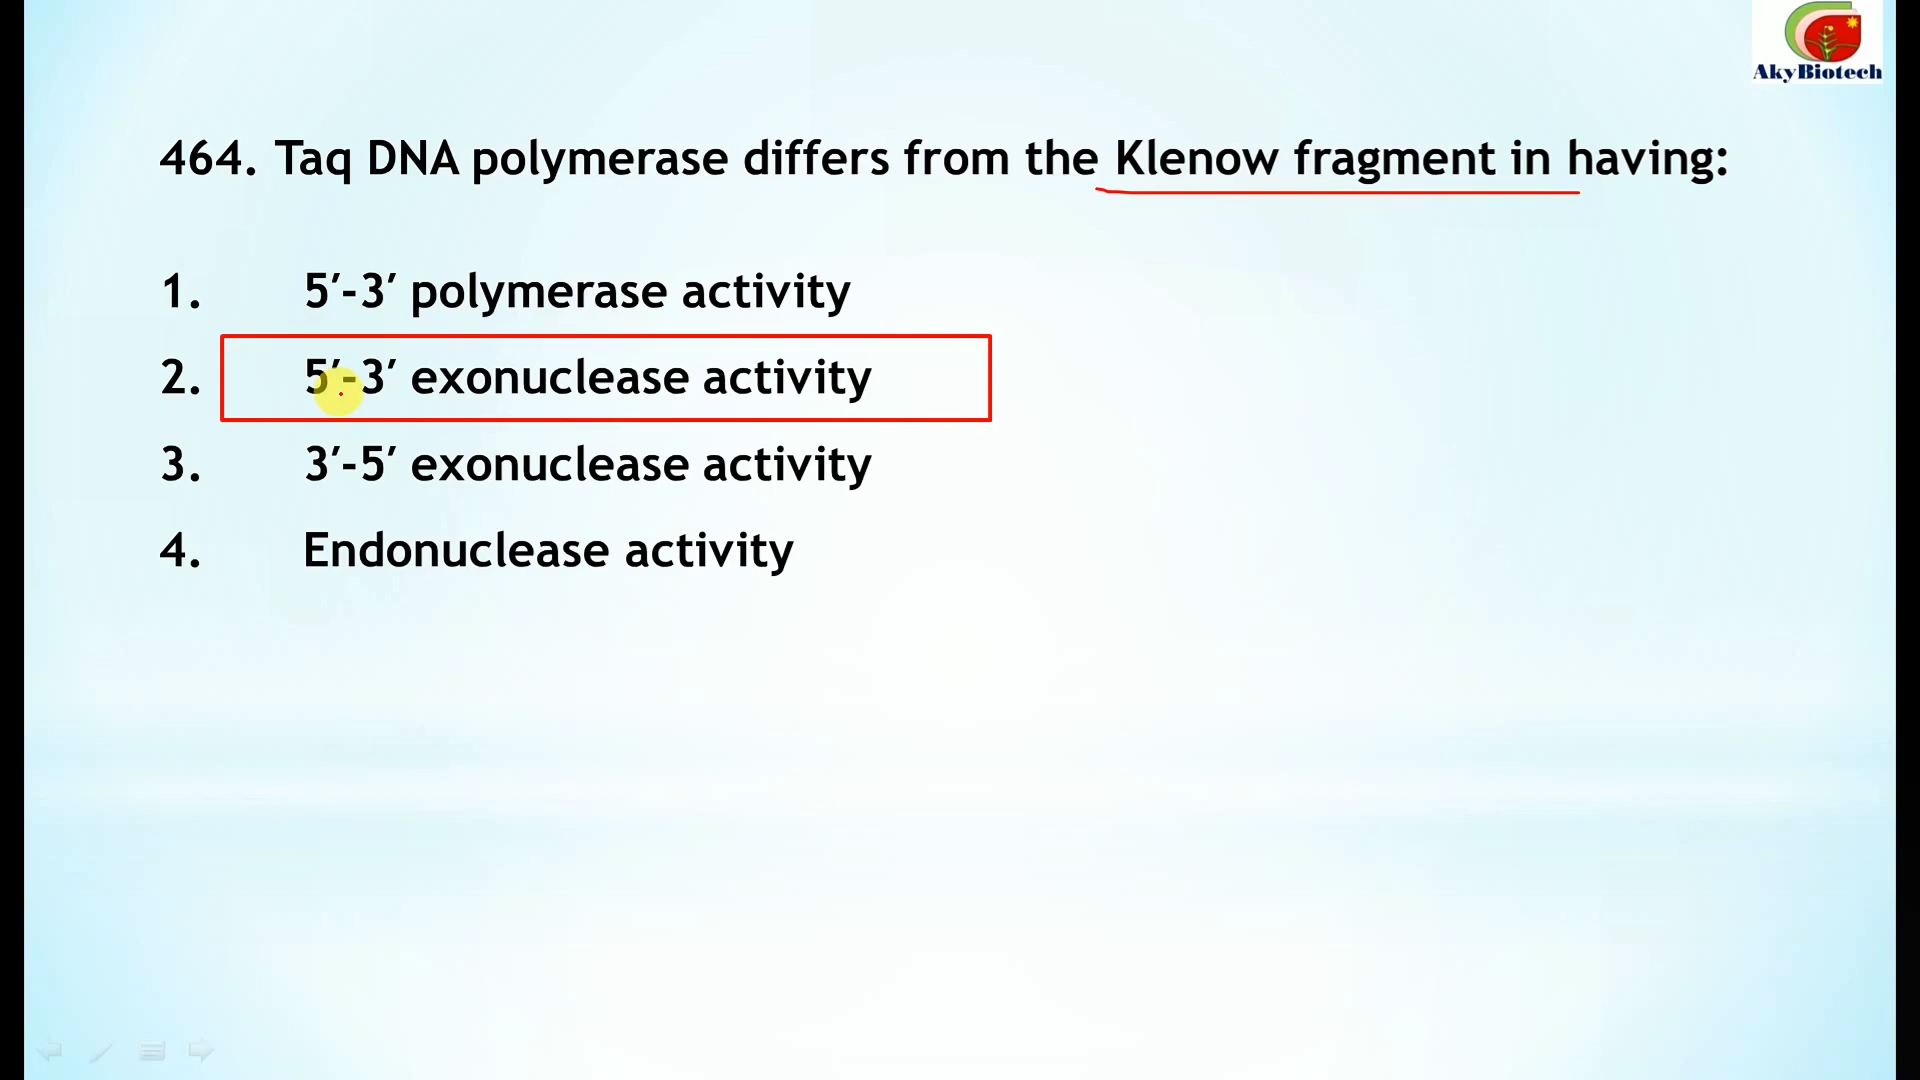 AkyBiotech
464. Taq DNA polymerase differs from the Klenow fragment in having:
1. 5′-3′ polymerase activity
2. 5′-3′ exonuclease activity
3. 3′-5′ exonuclease activity
4. Endonuclease activity